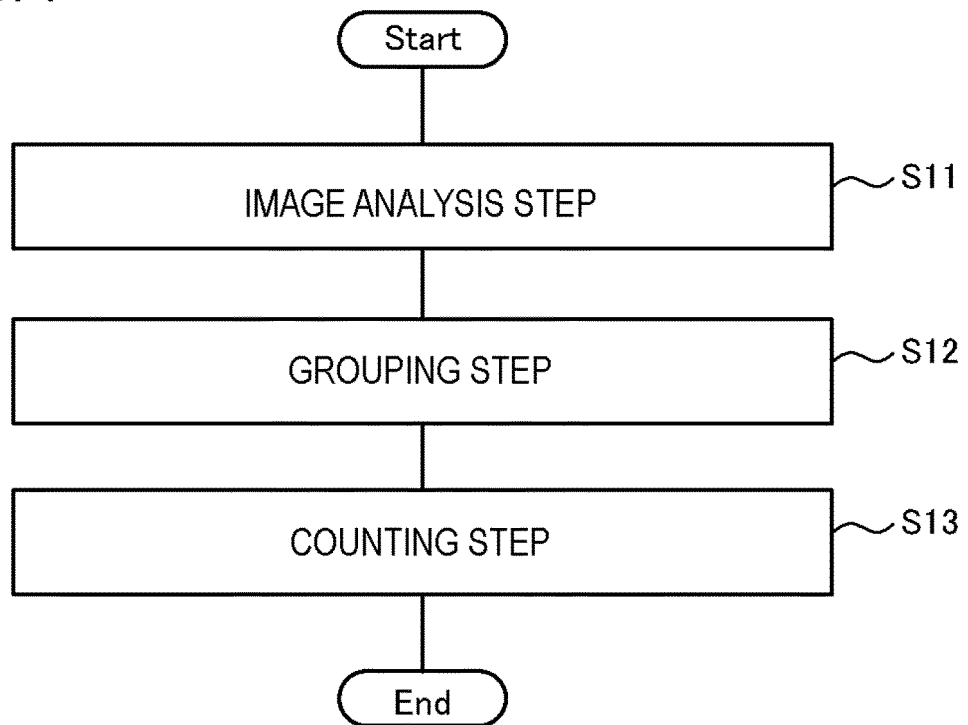 Start
IMAGE ANALYSIS STEP
S11
GROUPING STEP
S12
COUNTING STEP
S13
End